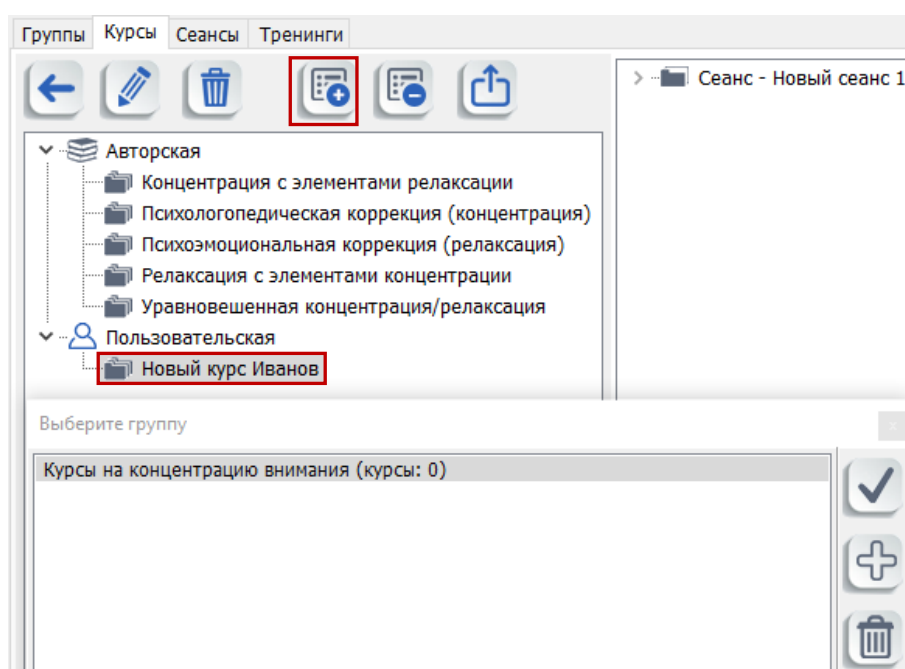 Группы Курсы Сеансы Тренинги
Сеанс - Новый сеанс 1
Авторская
Концентрация с элементами релаксации
Психологопедическая коррекция (концентрация)
Психоэмоциональная коррекция (релаксация)
Релаксация с элементами концентрации
Уравновешенная концентрация/релаксация
Пользовательская
Новый курс Иванов
Выберите группу
Курсы на концентрацию внимания (курсы: 0)